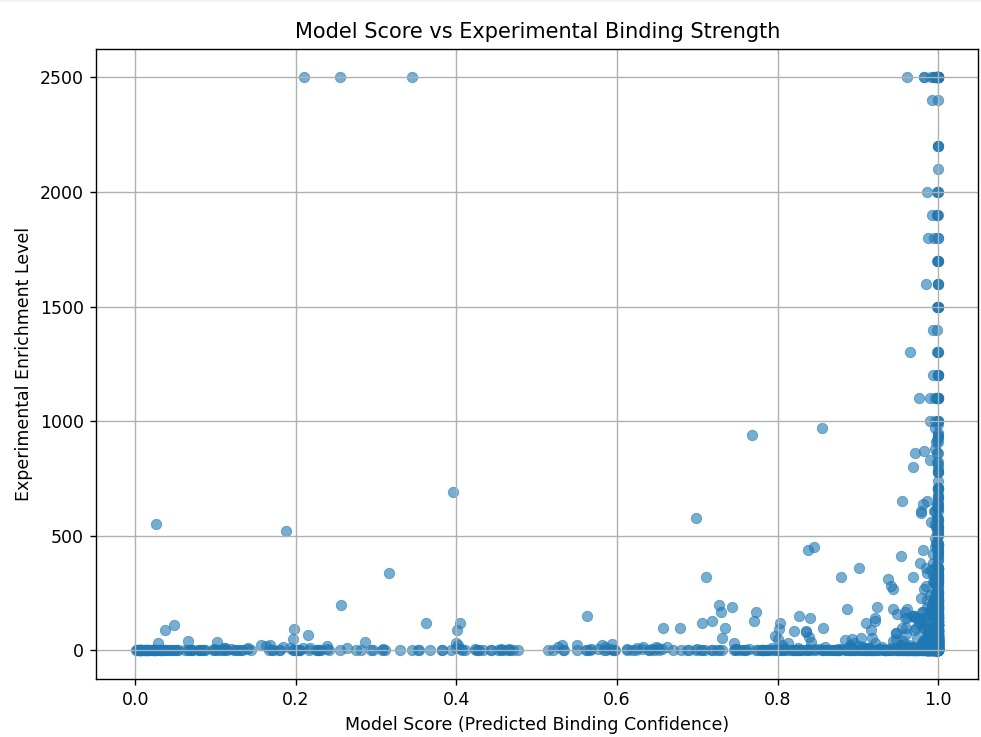 Model Score vs Experimental Binding Strength
Experimental Enrichment Level
2500
2000
1500
1000
500
0
0.0 0.2 0.4 0.6 0.8 1.0
Model Score (Predicted Binding Confidence)